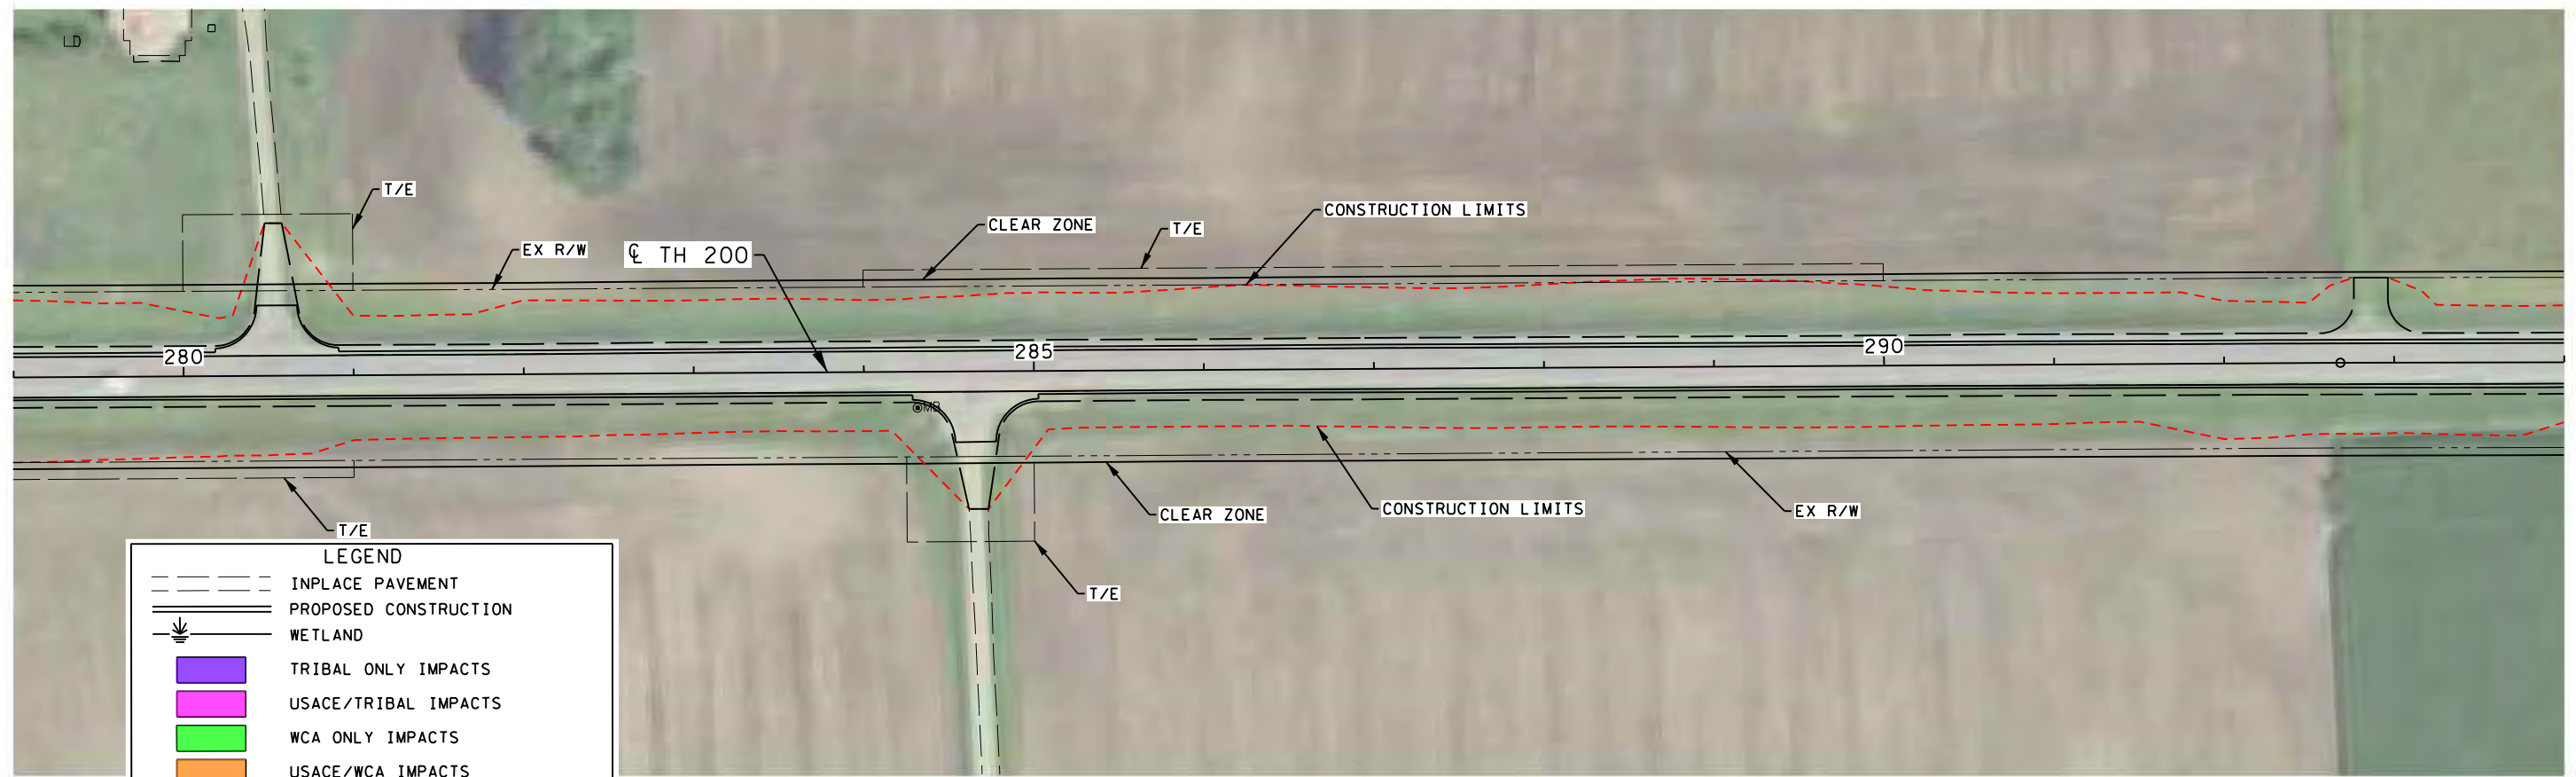 LD
T/E
CONSTRUCTION LIMITS
CLEAR ZONE
T/E
EX R/W
℄ TH 200
280
285
290
MB
CONSTRUCTION LIMITS
EX R/W
CLEAR ZONE
T/E
T/E
LEGEND
INPLACE PAVEMENT
PROPOSED CONSTRUCTION
WETLAND
TRIBAL ONLY IMPACTS
USACE/TRIBAL IMPACTS
WCA ONLY IMPACTS
USACE/WCA IMPACTS